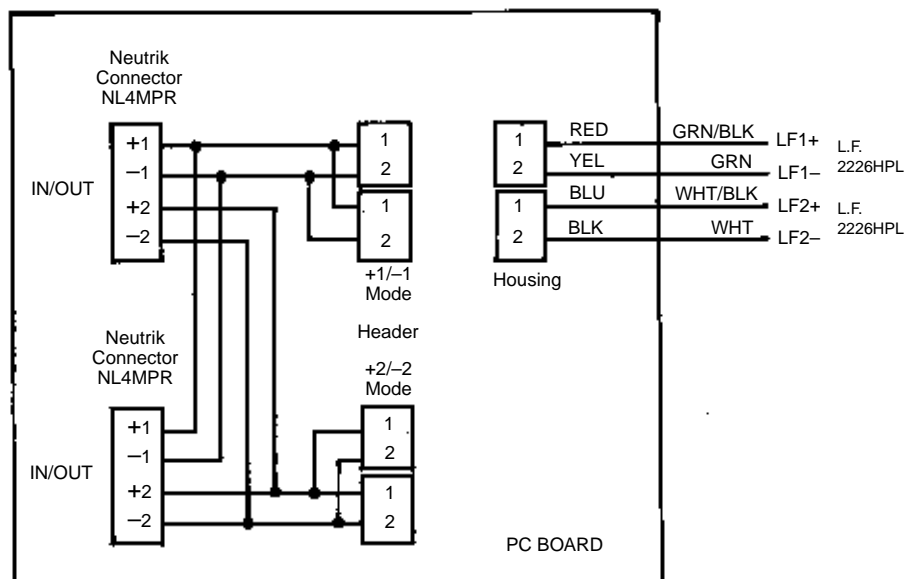 Neutrik
Connector
NL4MPR
IN/OUT
+1
–1
+2
–2
1
2
1
2
+1/–1
Mode
Header
+2/–2
Mode
1
2
1
2
Neutrik
Connector
NL4MPR
IN/OUT
+1
–1
+2
–2
1
2
1
2
Housing
RED GRN/BLK LF1+
YEL GRN LF1–
L.F.
2226HPL
BLU WHT/BLK LF2+
BLK WHT LF2–
L.F.
2226HPL
PC BOARD